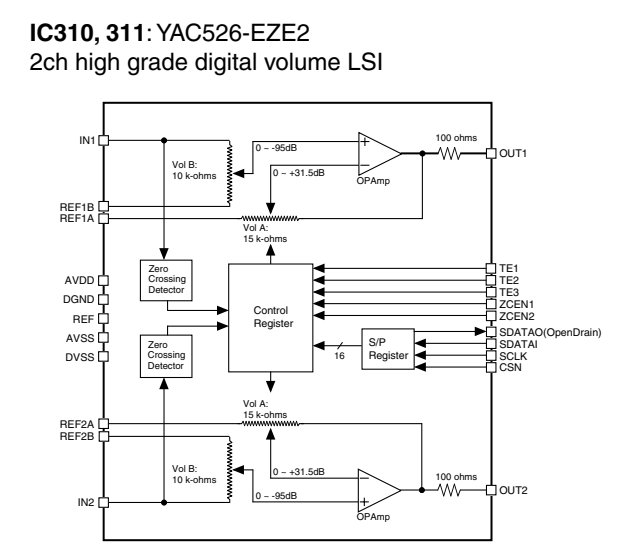 IC310, 311: YAC526-EZE2
2ch high grade digital volume LSI
IN1
Vol B:
10 k-ohms
0 ~ -95dB
0 ~ +31.5dB
+
−
OPAmp
100 ohms
OUT1
REF1B
REF1A
Vol A:
15 k-ohms
Zero
Crossing
Detector
AVDD
DGND
REF
AVSS
DVSS
Control
Register
TE1
TE2
TE3
ZCEN1
ZCEN2
SDATAO(OpenDrain)
SDATAI
SCLK
CSN
S/P
Register
16
Zero
Crossing
Detector
REF2A
REF2B
Vol A:
15 k-ohms
Vol B:
10 k-ohms
0 ~ +31.5dB
0 ~ -95dB
−
+
OPAmp
100 ohms
OUT2
IN2